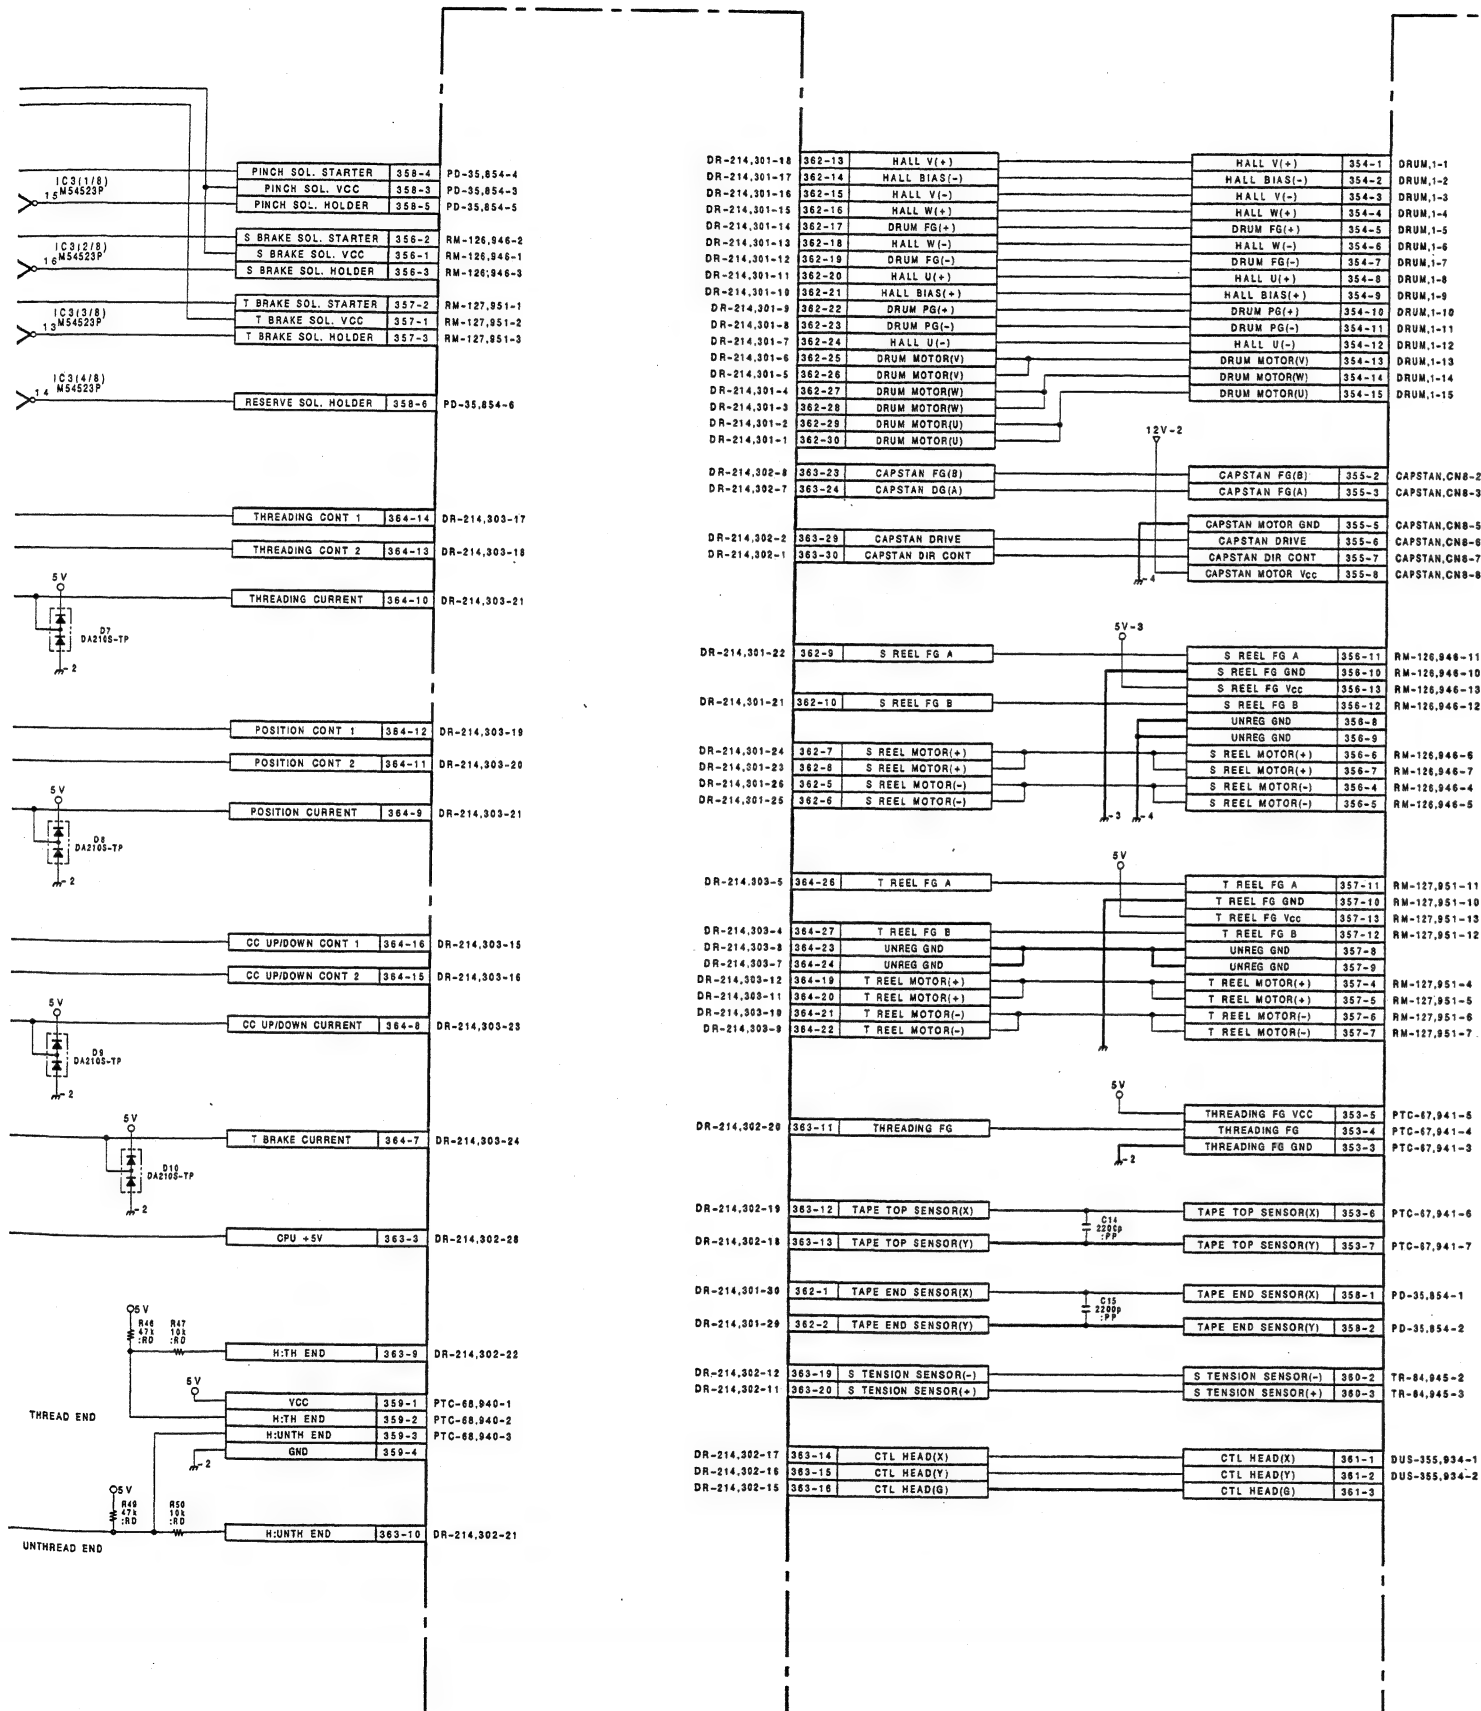 IC3(1/8)
M54523P
15
PINCH SOL. STARTER 358-4 PD-35,854-4
PINCH SOL. VCC 358-3 PD-35,854-3
PINCH SOL. HOLDER 358-5 PD-35,854-5
IC3(2/8)
M54523P
16
S BRAKE SOL. STARTER 356-2 RM-126,946-2
S BRAKE SOL. VCC 356-1 RM-126,946-1
S BRAKE SOL. HOLDER 356-3 RM-126,946-3
IC3(3/8)
M54523P
13
T BRAKE SOL. STARTER 357-2 RM-127,951-1
T BRAKE SOL. VCC 357-1 RM-127,951-2
T BRAKE SOL. HOLDER 357-3 RM-127,951-3
IC3(4/8)
M54523P
14
RESERVE SOL. HOLDER 358-6 PD-35,854-6
THREADING CONT 1 364-14 DR-214,303-17
THREADING CONT 2 364-13 DR-214,303-18
5V
THREADING CURRENT 364-10 DR-214,303-21
D7
DA210S-TP
-2
POSITION CONT 1 364-12 DR-214,303-19
POSITION CONT 2 364-11 DR-214,303-20
5V
POSITION CURRENT 364-9 DR-214,303-21
D8
DA210S-TP
-2
CC UP/DOWN CONT 1 364-16 DR-214,303-15
CC UP/DOWN CONT 2 364-15 DR-214,303-16
5V
CC UP/DOWN CURRENT 364-8 DR-214,303-23
D9
DA210S-TP
-2
5V
T BRAKE CURRENT 364-7 DR-214,303-24
D10
DA210S-TP
-2
CPU +5V 363-3 DR-214,302-28
5V
R46 R47
47k 10k
:RD :RD
H:TH END 363-9 DR-214,302-22
5V
VCC 359-1 PTC-68,940-1
THREAD END
H:TH END 359-2 PTC-68,940-2
H:UNTH END 359-3 PTC-68,940-3
GND 359-4
-2
5V
R49 R50
47k 10k
:RD :RD
H:UNTH END 363-10 DR-214,302-21
UNTHREAD END
DR-214,301-18 362-13 HALL V(+) HALL V(+) 354-1 DRUM,1-1
DR-214,301-17 362-14 HALL BIAS(-) HALL BIAS(-) 354-2 DRUM,1-2
DR-214,301-16 362-15 HALL V(-) HALL V(-) 354-3 DRUM,1-3
DR-214,301-15 362-16 HALL W(+) HALL W(+) 354-4 DRUM,1-4
DR-214,301-14 362-17 DRUM FG(+) DRUM FG(+) 354-5 DRUM,1-5
DR-214,301-13 362-18 HALL W(-) HALL W(-) 354-6 DRUM,1-6
DR-214,301-12 362-19 DRUM FG(-) DRUM FG(-) 354-7 DRUM,1-7
DR-214,301-11 362-20 HALL U(+) HALL U(+) 354-8 DRUM,1-8
DR-214,301-10 362-21 HALL BIAS(+) HALL BIAS(+) 354-9 DRUM,1-9
DR-214,301-9 362-22 DRUM PG(+) DRUM PG(+) 354-10 DRUM,1-10
DR-214,301-8 362-23 DRUM PG(-) DRUM PG(-) 354-11 DRUM,1-11
DR-214,301-7 362-24 HALL U(-) HALL U(-) 354-12 DRUM,1-12
DR-214,301-6 362-25 DRUM MOTOR(V) DRUM MOTOR(V) 354-13 DRUM,1-13
DR-214,301-5 362-26 DRUM MOTOR(V) DRUM MOTOR(W) 354-14 DRUM,1-14
DR-214,301-4 362-27 DRUM MOTOR(W) DRUM MOTOR(U) 354-15 DRUM,1-15
DR-214,301-3 362-28 DRUM MOTOR(W)
DR-214,301-2 362-29 DRUM MOTOR(U)
DR-214,301-1 362-30 DRUM MOTOR(U)
12V-2
DR-214,302-8 363-23 CAPSTAN FG(B) CAPSTAN FG(B) 355-2 CAPSTAN,CN8-2
DR-214,302-7 363-24 CAPSTAN DG(A) CAPSTAN FG(A) 355-3 CAPSTAN,CN8-3
CAPSTAN MOTOR GND 355-5 CAPSTAN,CN8-5
DR-214,302-2 363-29 CAPSTAN DRIVE CAPSTAN DRIVE 355-6 CAPSTAN,CN8-6
DR-214,302-1 363-30 CAPSTAN DIR CONT CAPSTAN DIR CONT 355-7 CAPSTAN,CN8-7
-4 CAPSTAN MOTOR Vcc 355-8 CAPSTAN,CN8-8
5V-3
DR-214,301-22 362-9 S REEL FG A S REEL FG A 356-11 RM-126,946-11
S REEL FG GND 356-10 RM-126,946-10
S REEL FG Vcc 356-13 RM-126,946-13
DR-214,301-21 362-10 S REEL FG B S REEL FG B 356-12 RM-126,946-12
UNREG GND 356-8
UNREG GND 356-9
DR-214,301-24 362-7 S REEL MOTOR(+) S REEL MOTOR(+) 356-6 RM-126,946-6
DR-214,301-23 362-8 S REEL MOTOR(+) S REEL MOTOR(+) 356-7 RM-126,946-7
DR-214,301-26 362-5 S REEL MOTOR(-) S REEL MOTOR(-) 356-4 RM-126,946-4
DR-214,301-25 362-6 S REEL MOTOR(-) S REEL MOTOR(-) 356-5 RM-126,946-5
-3 -4
5V
DR-214,303-5 364-26 T REEL FG A T REEL FG A 357-11 RM-127,951-11
T REEL FG GND 357-10 RM-127,951-10
T REEL FG Vcc 357-13 RM-127,951-13
DR-214,303-4 364-27 T REEL FG B T REEL FG B 357-12 RM-127,951-12
DR-214,303-8 364-23 UNREG GND UNREG GND 357-8
DR-214,303-7 364-24 UNREG GND UNREG GND 357-9
DR-214,303-12 364-19 T REEL MOTOR(+) T REEL MOTOR(+) 357-4 RM-127,951-4
DR-214,303-11 364-20 T REEL MOTOR(+) T REEL MOTOR(+) 357-5 RM-127,951-5
DR-214,303-10 364-21 T REEL MOTOR(-) T REEL MOTOR(-) 357-6 RM-127,951-6
DR-214,303-9 364-22 T REEL MOTOR(-) T REEL MOTOR(-) 357-7 RM-127,951-7
5V
THREADING FG VCC 353-5 PTC-67,941-5
DR-214,302-20 363-11 THREADING FG THREADING FG 353-4 PTC-67,941-4
THREADING FG GND 353-3 PTC-67,941-3
-2
DR-214,302-19 363-12 TAPE TOP SENSOR(X) TAPE TOP SENSOR(X) 353-6 PTC-67,941-6
C14
2200p
:PP
DR-214,302-18 363-13 TAPE TOP SENSOR(Y) TAPE TOP SENSOR(Y) 353-7 PTC-67,941-7
DR-214,301-30 362-1 TAPE END SENSOR(X) TAPE END SENSOR(X) 358-1 PD-35,854-1
C15
2200p
:PP
DR-214,301-29 362-2 TAPE END SENSOR(Y) TAPE END SENSOR(Y) 358-2 PD-35,854-2
DR-214,302-12 363-19 S TENSION SENSOR(-) S TENSION SENSOR(-) 360-2 TR-84,945-2
DR-214,302-11 363-20 S TENSION SENSOR(+) S TENSION SENSOR(+) 360-3 TR-84,945-3
DR-214,302-17 363-14 CTL HEAD(X) CTL HEAD(X) 361-1 DUS-355,934-1
DR-214,302-16 363-15 CTL HEAD(Y) CTL HEAD(Y) 361-2 DUS-355,934-2
DR-214,302-15 363-16 CTL HEAD(G) CTL HEAD(G) 361-3